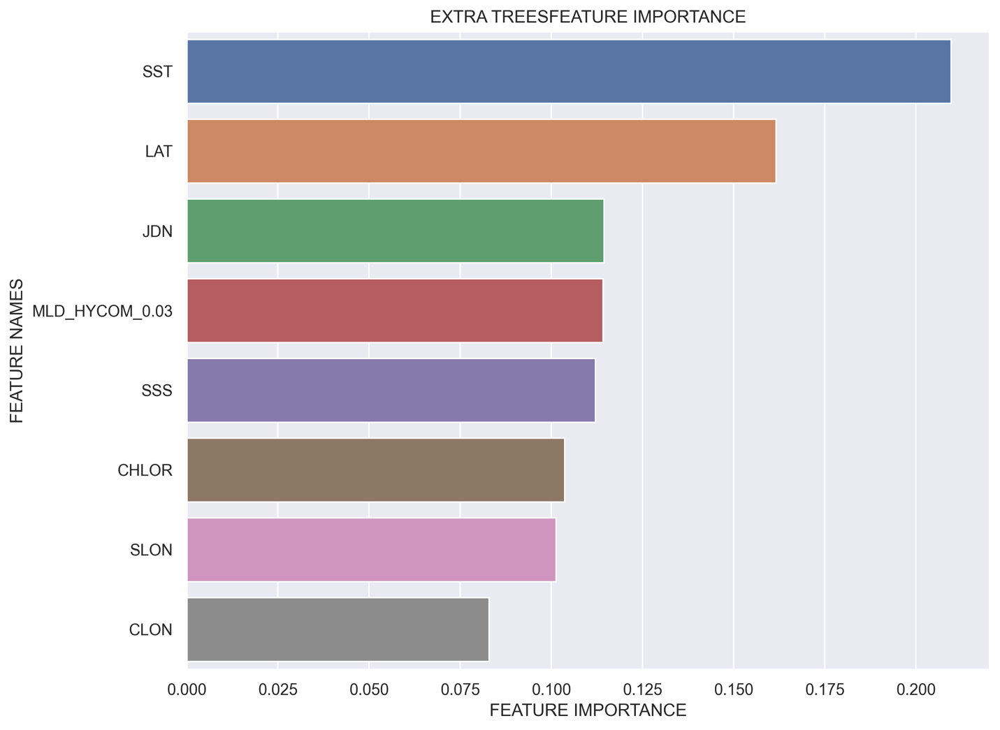 EXTRA TREESFEATURE IMPORTANCE
SST
LAT
JDN
MLD_HYCOM_0.03
SSS
CHLOR
SLON
CLON
FEATURE NAMES
0.000 0.025 0.050 0.075 0.100 0.125 0.150 0.175 0.200
FEATURE IMPORTANCE